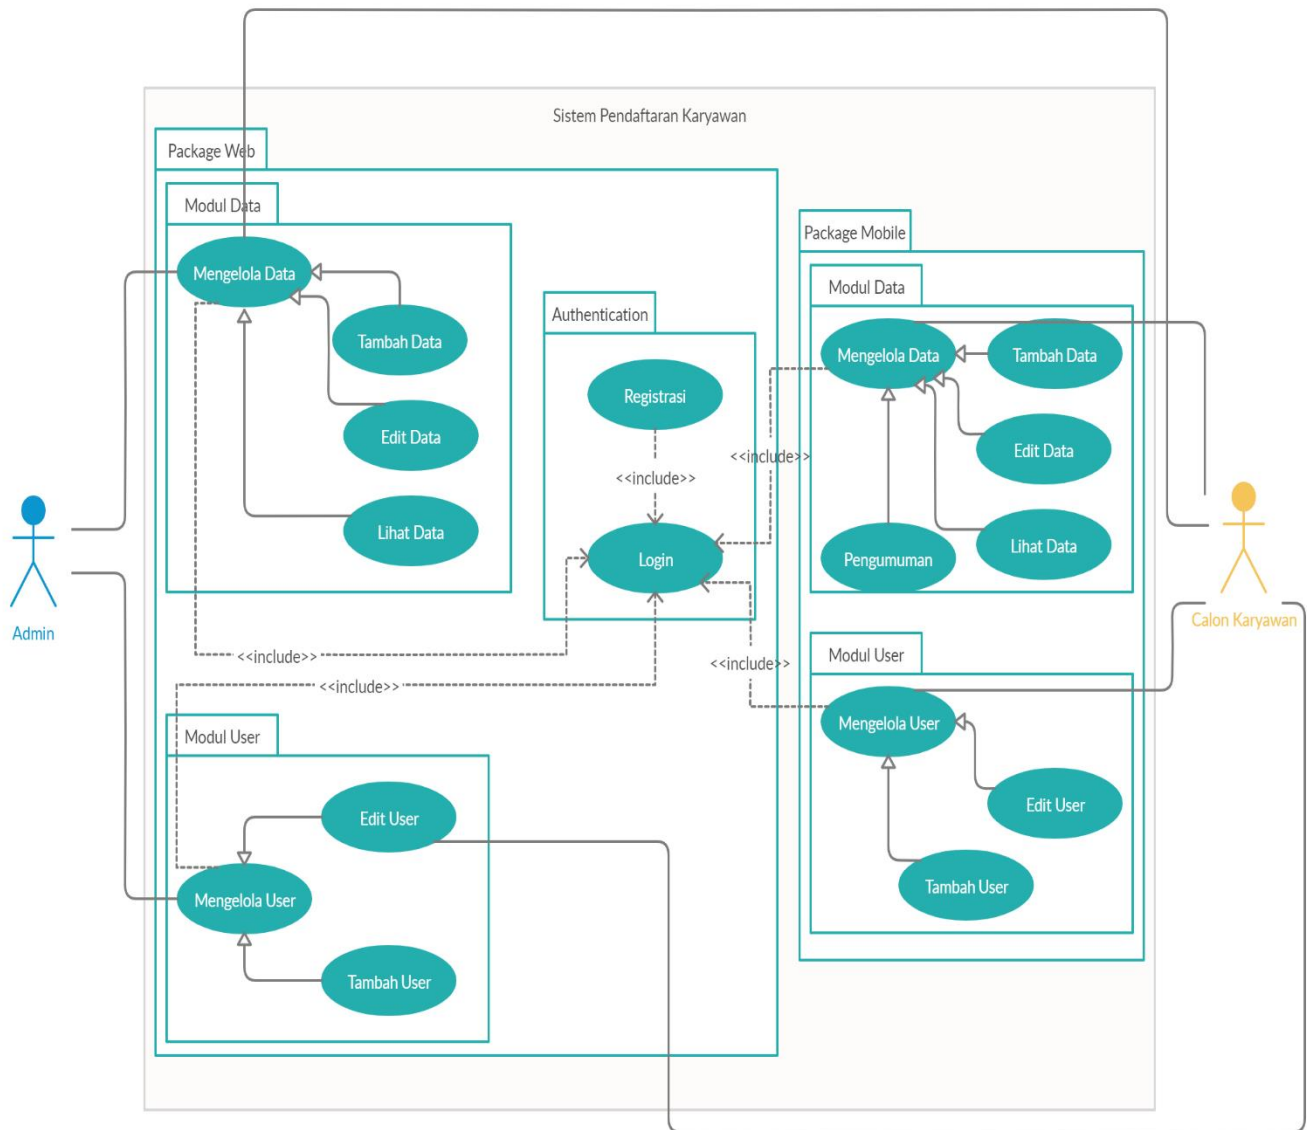 Sistem Pendaftaran Karyawan
Package Web
Modul Data
Mengelola Data
Tambah Data
Edit Data
Lihat Data
Authentication
Registrasi
<<include>>
Login
<<include>>
<<include>>
Modul User
Edit User
Mengelola User
Tambah User
Package Mobile
Modul Data
Mengelola Data
Tambah Data
Edit Data
Lihat Data
Pengumuman
<<include>>
<<include>>
Modul User
Mengelola User
Edit User
Tambah User
Admin
Calon Karyawan